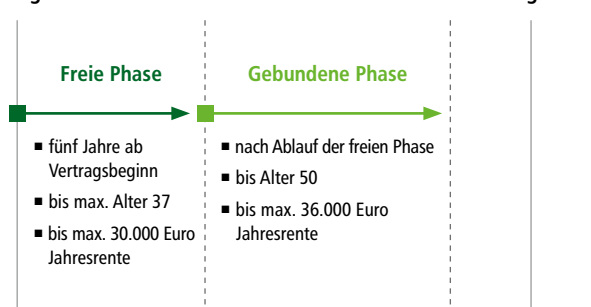 Freie Phase
■ fünf Jahre ab
Vertragsbeginn
■ bis max. Alter 37
■ bis max. 30.000 Euro
Jahresrente
Gebundene Phase
■ nach Ablauf der freien Phase
■ bis Alter 50
■ bis max. 36.000 Euro
Jahresrente